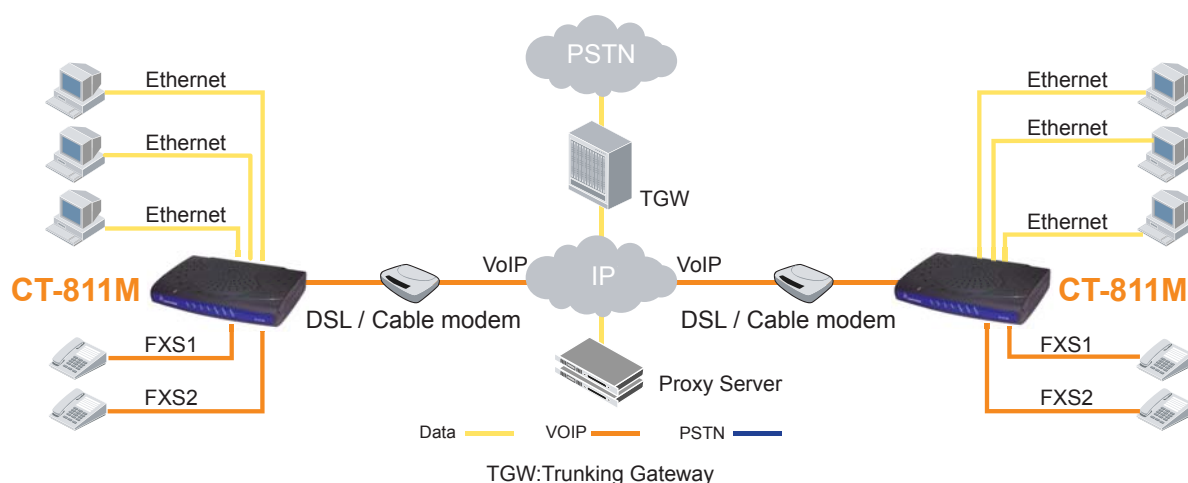 PSTN
Ethernet
Ethernet
Ethernet
Ethernet
Ethernet
Ethernet
TGW
CT-811M
VoIP
IP
VoIP
CT-811M
DSL / Cable modem
DSL / Cable modem
FXS1
FXS1
FXS2
FXS2
Proxy Server
Data
VOIP
PSTN
TGW:Trunking Gateway